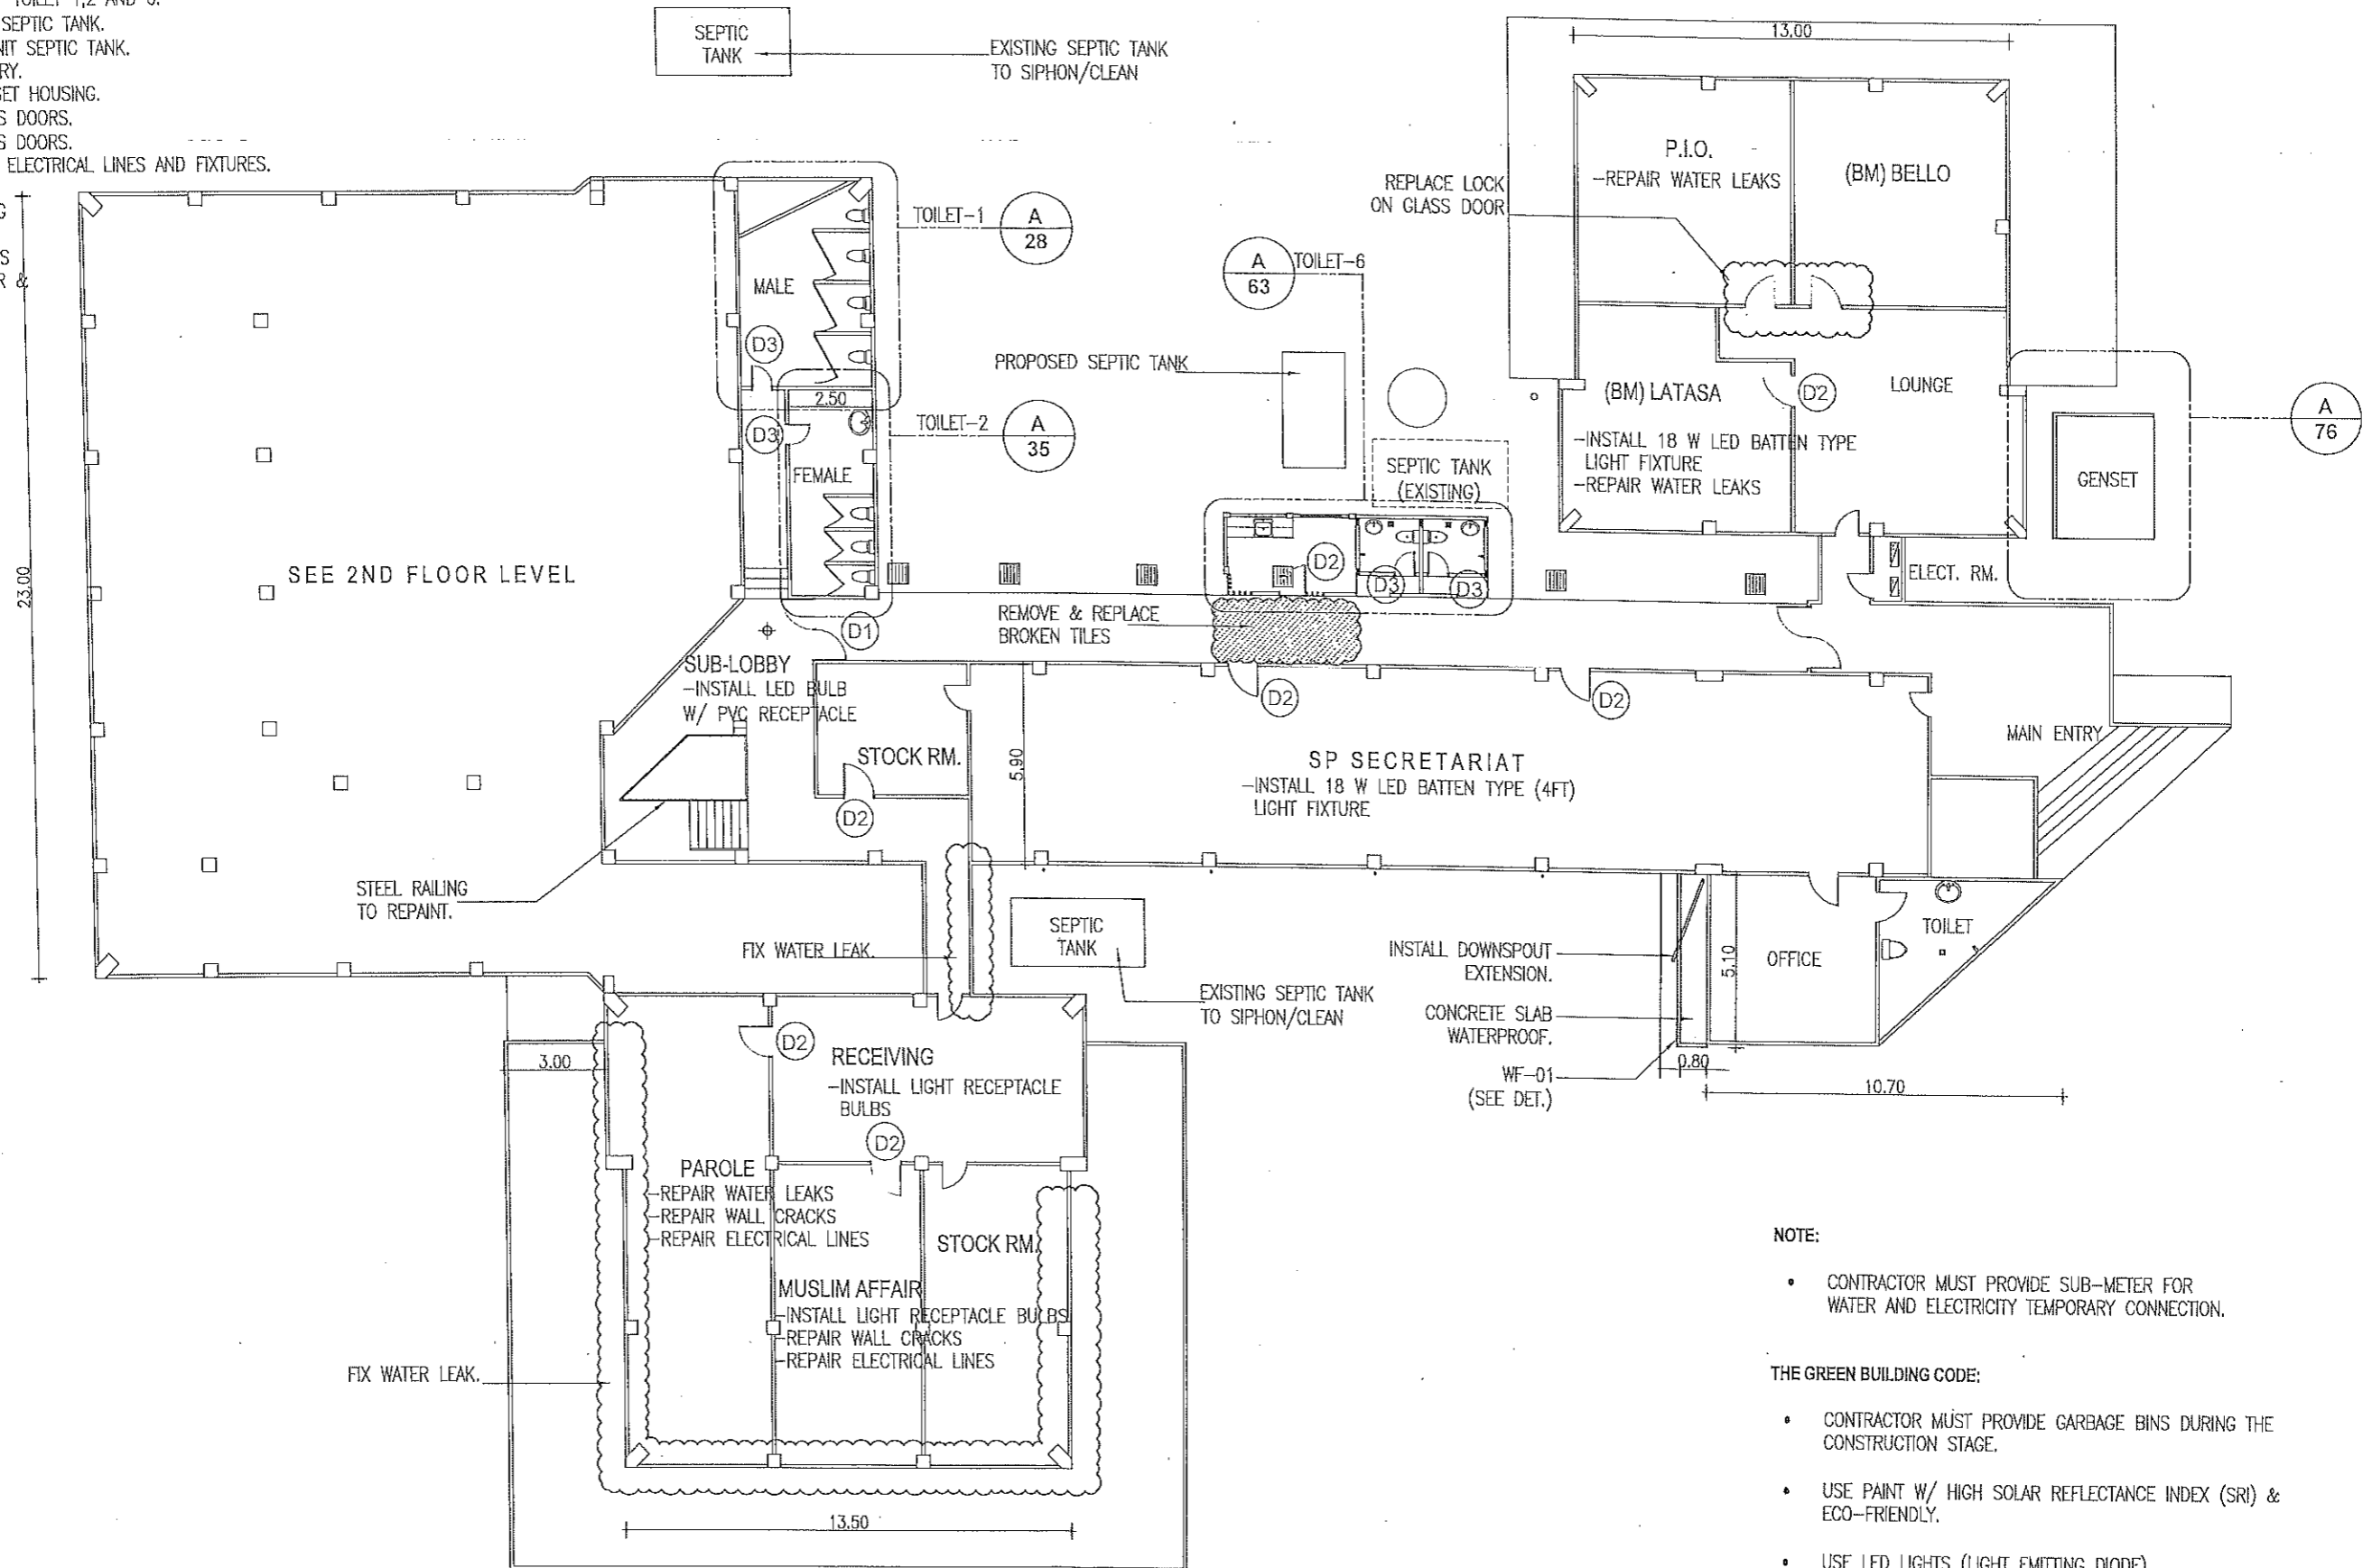 SEPTIC TANK.
NIT SEPTIC TANK.
RY.
SET HOUSING.
S DOORS.
S DOORS.
ELECTRICAL LINES AND FIXTURES.
G
S
R &
SEPTIC
TANK
EXISTING SEPTIC TANK
TO SIPHON/CLEAN
13.00
P.I.O.
-REPAIR WATER LEAKS
(BM) BELLO
REPLACE LOCK
ON GLASS DOOR
TOILET-1
A
28
A
63
TOILET-6
MALE
D3
2.50
D3
TOILET-2
A
35
FEMALE
PROPOSED SEPTIC TANK
SEPTIC TANK
(EXISTING)
(BM) LATASA
D2
LOUNGE
-INSTALL 18 W LED BATTEN TYPE
LIGHT FIXTURE
-REPAIR WATER LEAKS
GENSET
A
76
23.00
SEE 2ND FLOOR LEVEL
D2
D3
D3
ELECT. RM.
REMOVE & REPLACE
BROKEN TILES
D1
SUB-LOBBY
-INSTALL LED BULB
W/ PVC RECEPTACLE
D2
D2
STOCK RM.
5.90
SP SECRETARIAT
-INSTALL 18 W LED BATTEN TYPE (4FT)
LIGHT FIXTURE
MAIN ENTRY
D2
STEEL RAILING
TO REPAINT.
FIX WATER LEAK.
SEPTIC
TANK
EXISTING SEPTIC TANK
TO SIPHON/CLEAN
INSTALL DOWNSPOUT
EXTENSION.
CONCRETE SLAB
WATERPROOF.
WF-01
(SEE DET.)
5.10
OFFICE
TOILET
0.80
10.70
3.00
D2
RECEIVING
-INSTALL LIGHT RECEPTACLE
BULBS
D2
PAROLE
-REPAIR WATER LEAKS
-REPAIR WALL CRACKS
-REPAIR ELECTRICAL LINES
STOCK RM.
MUSLIM AFFAIR
-INSTALL LIGHT RECEPTACLE BULBS
-REPAIR WALL CRACKS
-REPAIR ELECTRICAL LINES
FIX WATER LEAK.
13.50
NOTE:
• CONTRACTOR MUST PROVIDE SUB-METER FOR
WATER AND ELECTRICITY TEMPORARY CONNECTION.
THE GREEN BUILDING CODE:
• CONTRACTOR MUST PROVIDE GARBAGE BINS DURING THE
CONSTRUCTION STAGE.
• USE PAINT W/ HIGH SOLAR REFLECTANCE INDEX (SRI) &
ECO-FRIENDLY.
• USE LED LIGHTS (LIGHT EMITTING DIODE)